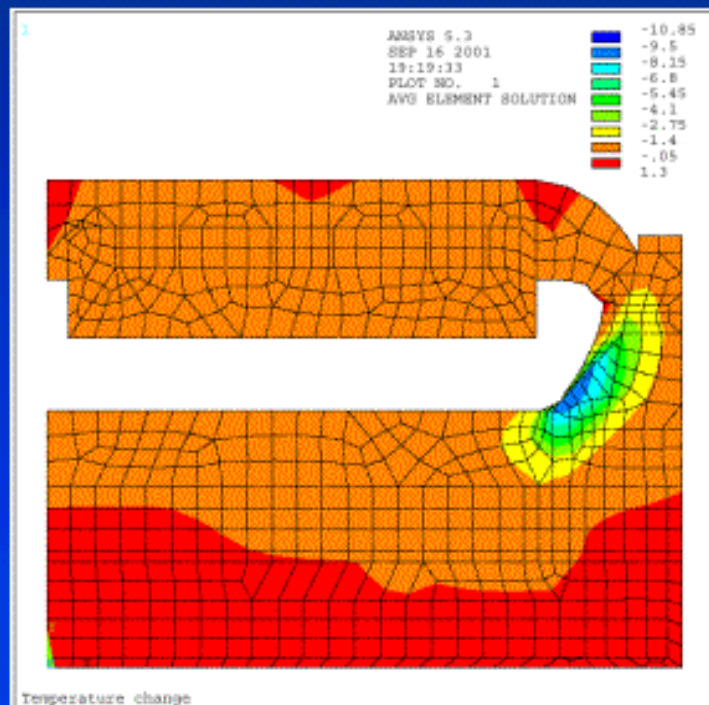 1
ANSYS 5.3
SEP 16 2001
19:19:33
PLOT NO. 1
AVG ELEMENT SOLUTION
-10.85
-9.5
-8.15
-6.8
-5.45
-4.1
-2.75
-1.4
-.05
1.3
Temperature change